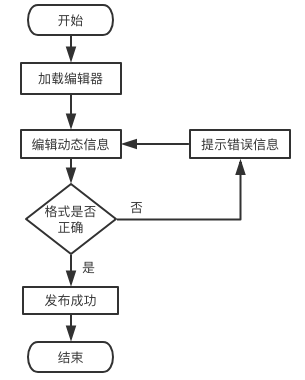 开始
加载编辑器
编辑动态信息
提示错误信息
格式是否
正确
否
是
发布成功
结束